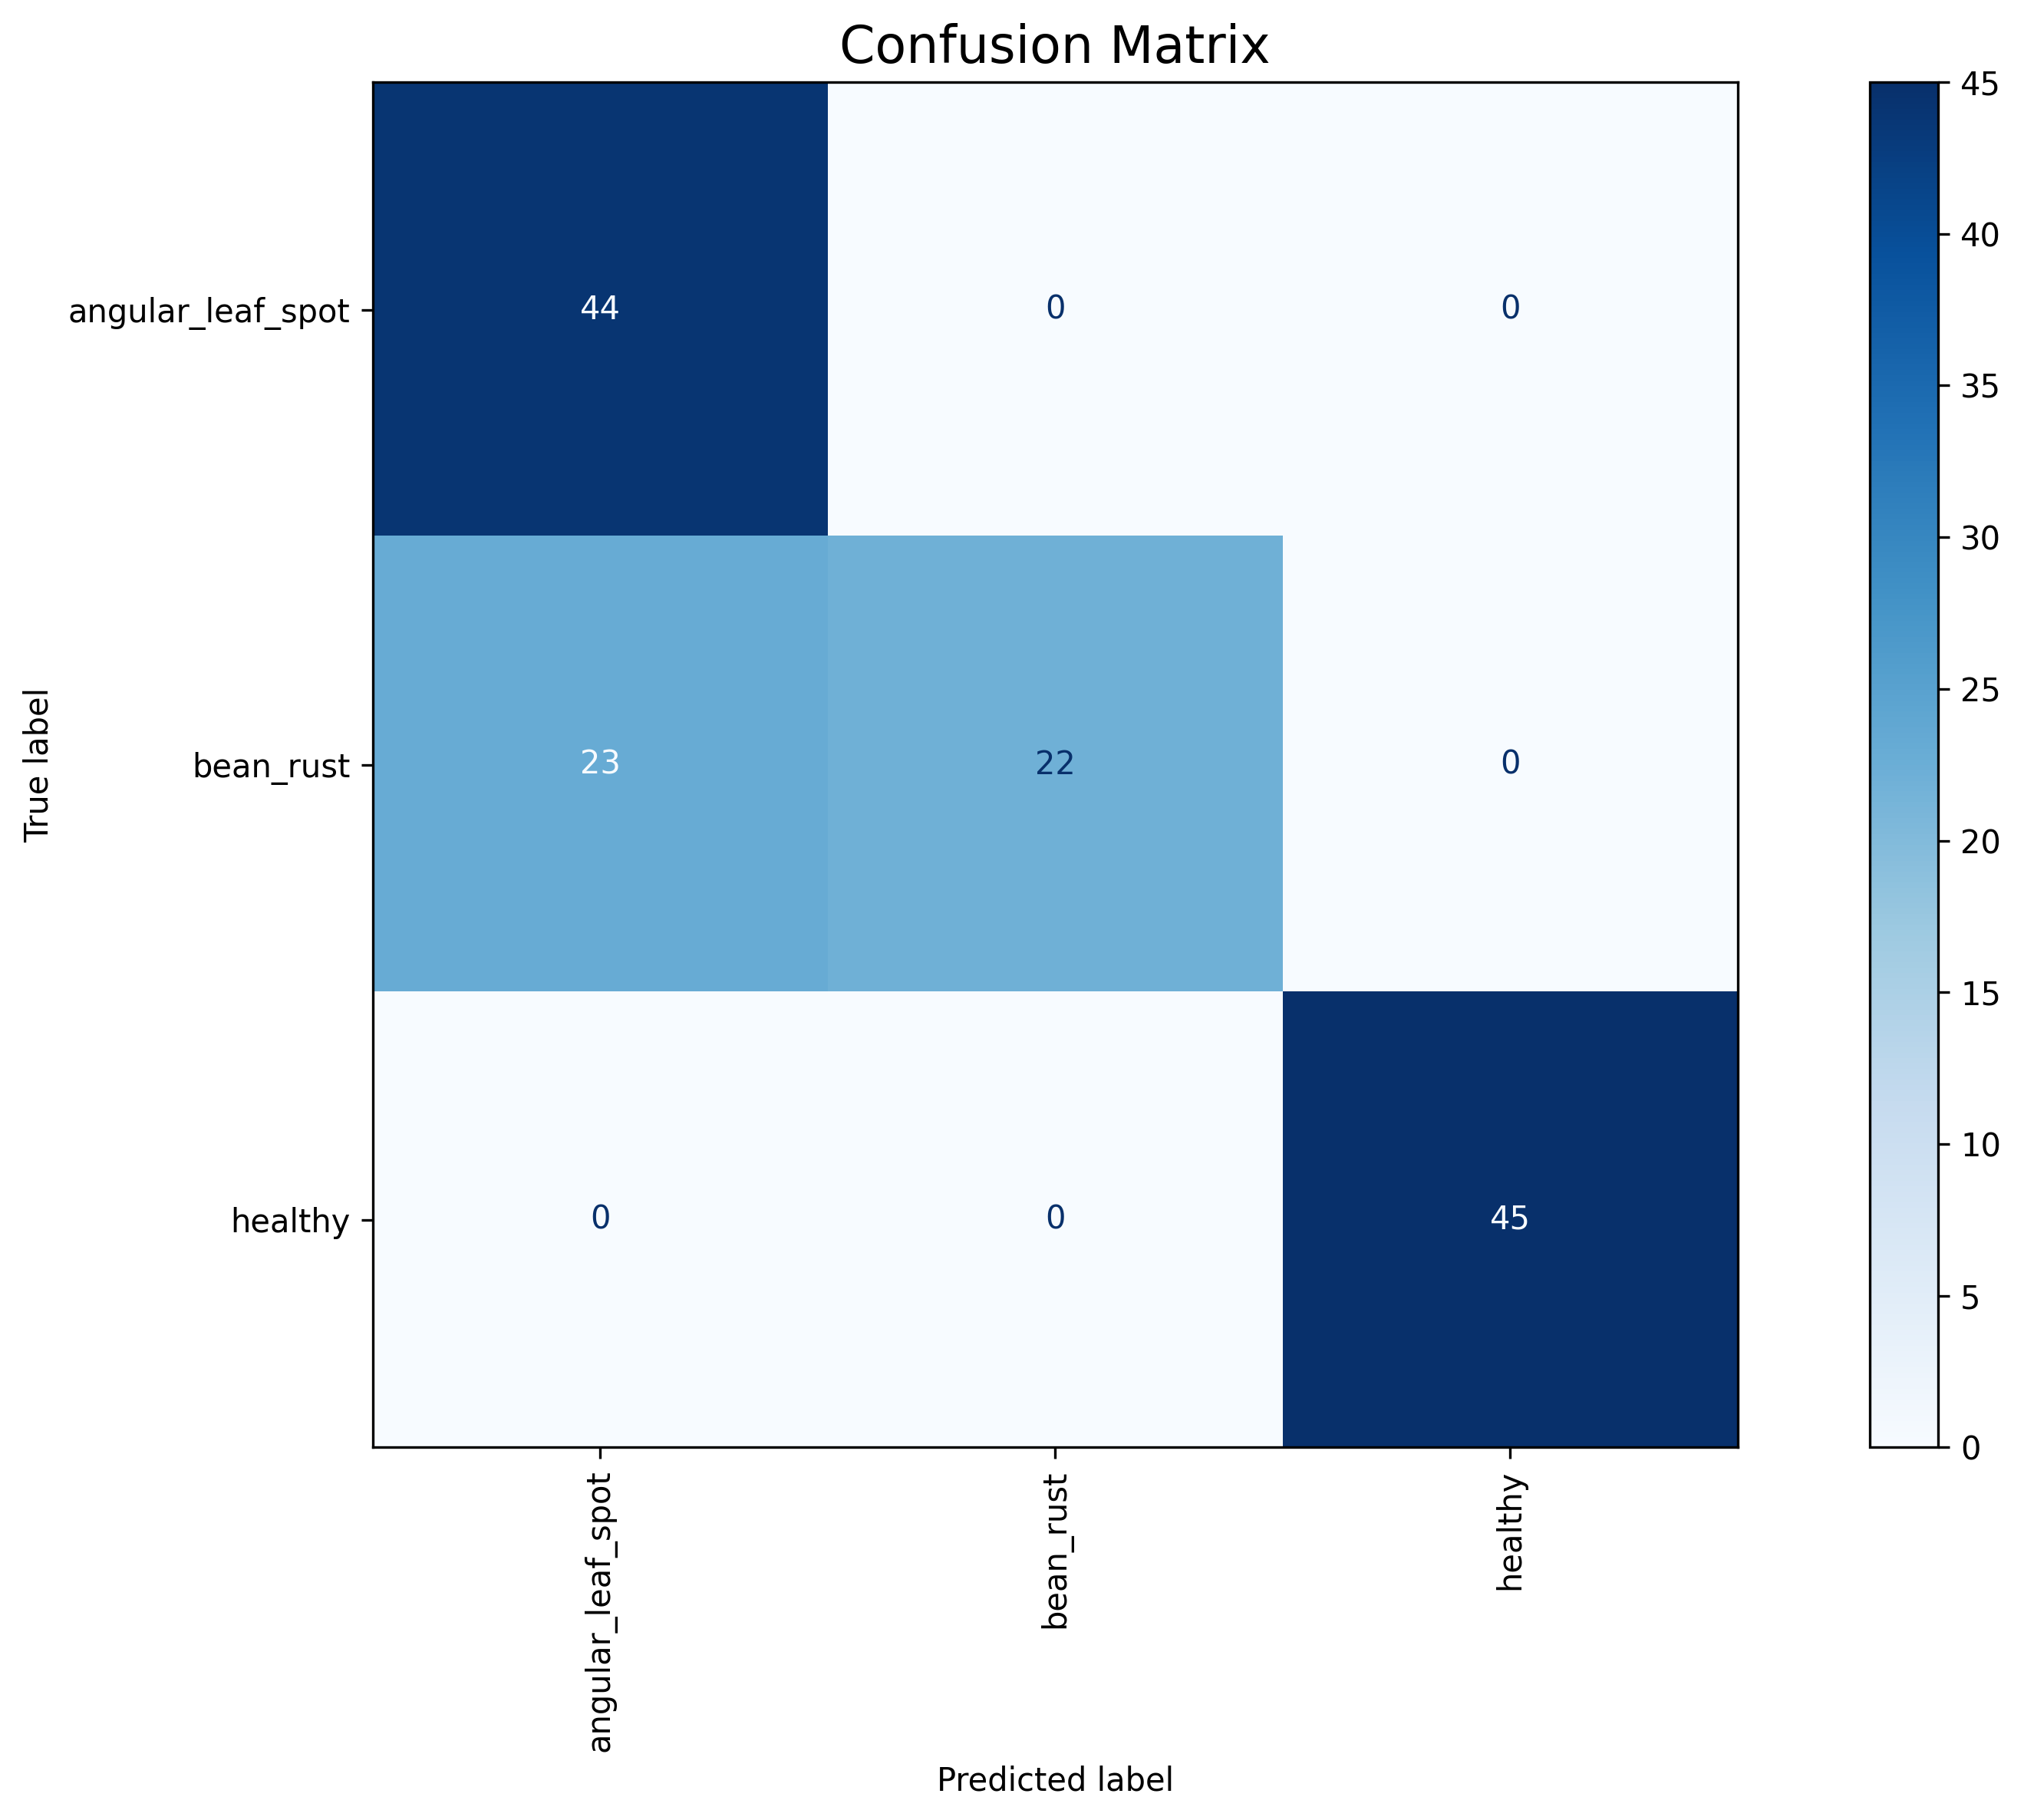 Confusion Matrix
True label
angular_leaf_spot
44 0 0
bean_rust
23 22 0
healthy
0 0 45
angular_leaf_spot
bean_rust
healthy
Predicted label
45
40
35
30
25
20
15
10
5
0